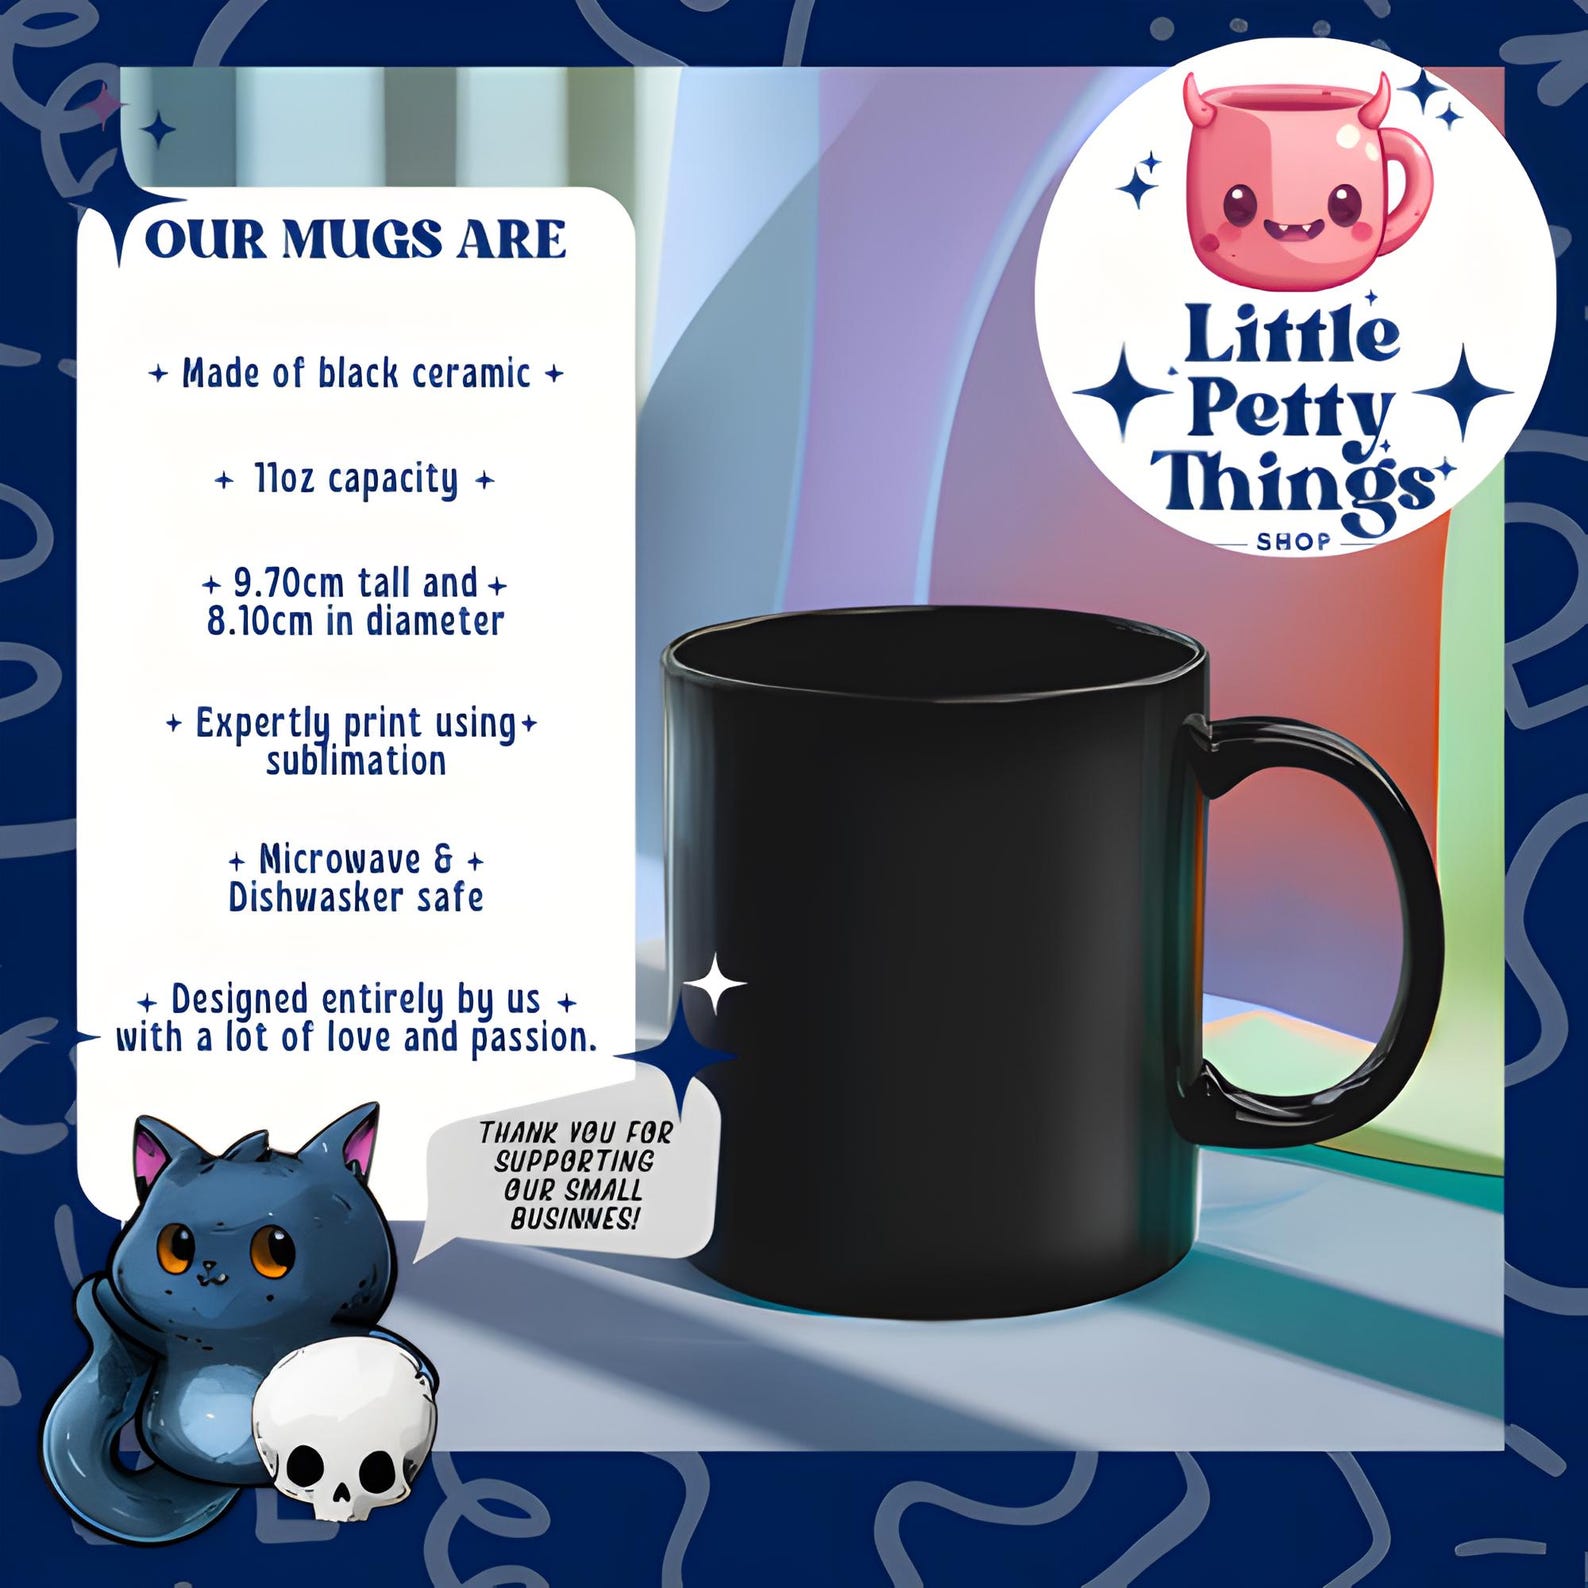 OUR MUGS ARE
Made of black ceramic
11oz capacity
9.70cm tall and
8.10cm in diameter
Expertly print using
sublimation
Microwave &
Dishwasker safe
Designed entirely by us
with a lot of love and passion.
THANK YOU FOR
SUPPORTING
OUR SMALL
BUSINNES!
Little
Petty
Things
SHOP